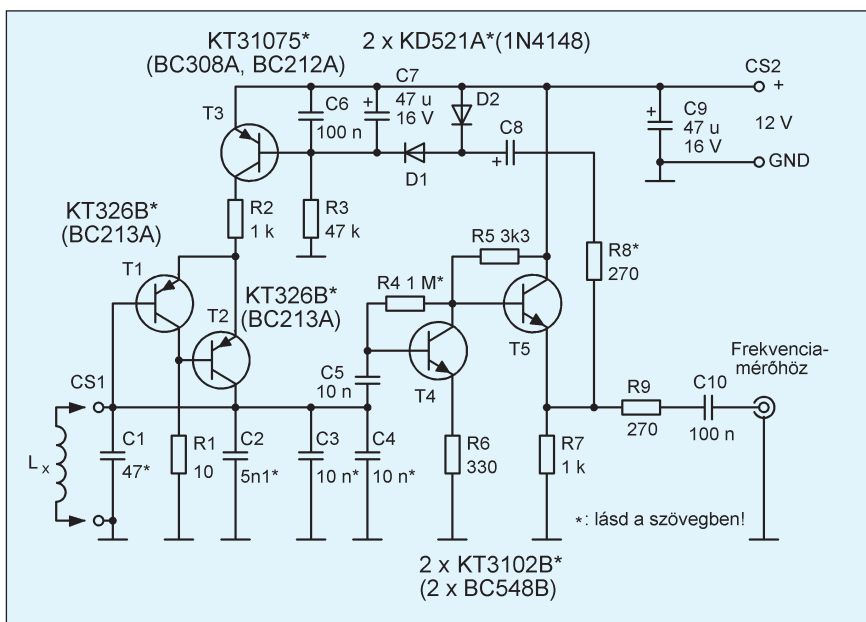 KT31075*
(BC308A, BC212A)
2 x KD521A*(1N4148)
T3
C6
100 n
C7
47 u
16 V
D2
C8
D1
C9
47 u
16 V
CS2
+
12 V
GND
KT326B*
(BC213A)
R2
1 k
R3
47 k
T1
KT326B*
(BC213A)
T2
R5 3k3
R4 1 M*
R8*
270
T5
CS1
C5
10 n
T4
Frekvencia-
mérőhöz
R9
270
C10
100 n
Lx
C1
47*
R1
10
C2
5n1*
C3
10 n*
C4
10 n*
R6
330
R7
1 k
*: lásd a szövegben!
2 x KT3102B*
(2 x BC548B)